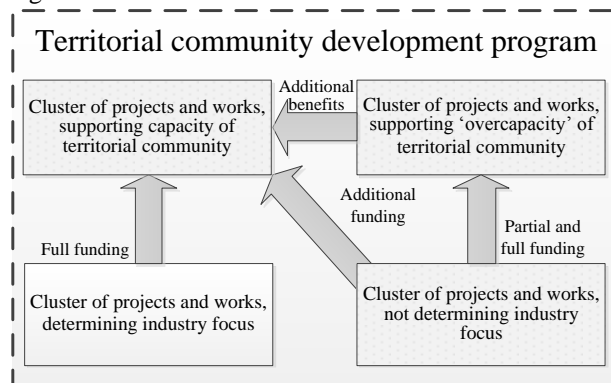 Territorial community development program
Cluster of projects and works,
supporting capacity of
territorial community
Additional
benefits
Cluster of projects and works,
supporting ‘overcapacity’ of
territorial community
Full funding
Additional
funding
Partial and
full funding
Cluster of projects and works,
determining industry focus
Cluster of projects and works,
not determining industry
focus